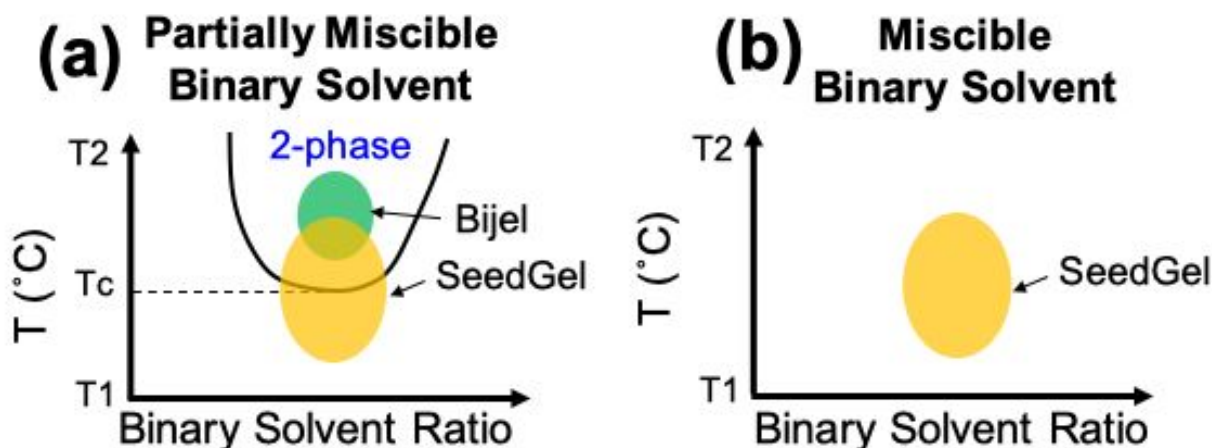 (a) Partially Miscible
Binary Solvent
T2
2-phase
Bijel
Tc
SeedGel
T (˚C)
T1
Binary Solvent Ratio
(b) Miscible
Binary Solvent
T2
SeedGel
T (˚C)
T1
Binary Solvent Ratio